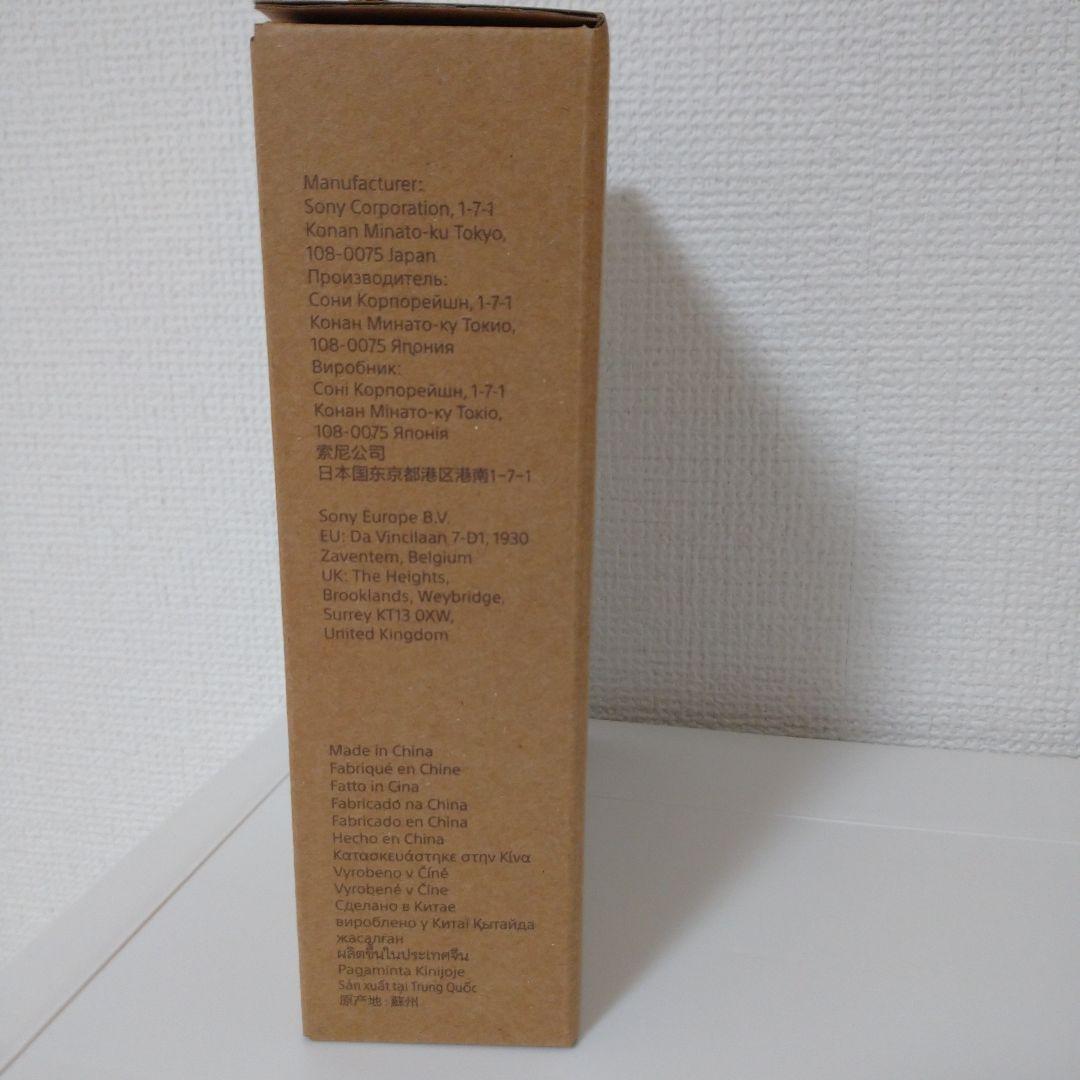 Manufacturer:
Sony Corporation, 1-7-1
Konan Minato-ku Tokyo,
108-0075 Japan
Производитель:
Сони Корпорейшн, 1-7-1
Конан Минато-ку Токио,
108-0075 Япония
Виробник:
Соні Корпорейшн, 1-7-1
Конан Мінато-ку Токіо,
108-0075 Японія
索尼公司
日本国东京都港区港南1-7-1
Sony Europe B.V.
EU: Da Vincilaan 7-D1, 1930
Zaventem, Belgium
UK: The Heights,
Brooklands, Weybridge,
Surrey KT13 0XW,
United Kingdom
Made in China
Fabriqué en Chine
Fatto in Cina
Fabricado na China
Fabricado en China
Hecho en China
Κατασκευάστηκε στην Κίνα
Vyrobeno v Číně
Vyrobené v Číne
Сделано в Китае
вироблено у Китаї Қытайда
жасалған
ผลิตขึ้นในประเทศจีน
Pagaminta Kinijoje
Sản xuất tại Trung Quốc
原产地 : 蘇州